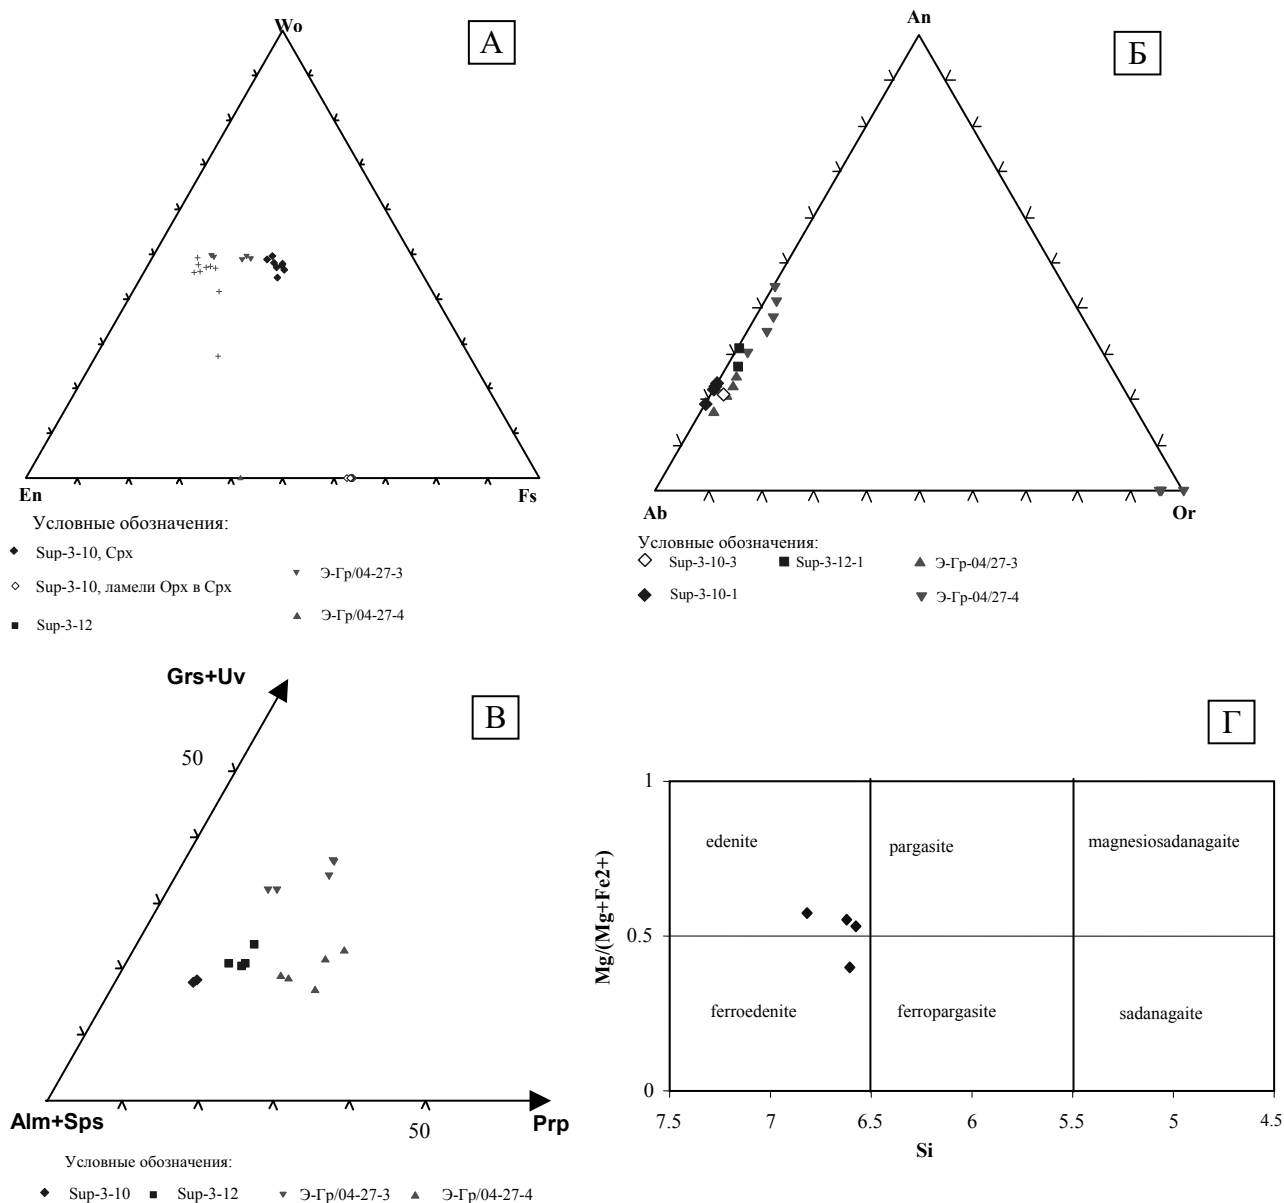 Wo
А
En
Fs
Условные обозначения:
Sup-3-10, Cpx
Sup-3-10, ламели Opx в Cpx
Sup-3-12
Э-Гр/04-27-3
Э-Гр/04-27-4
An
Б
Ab
Or
Условные обозначения:
Sup-3-10-3
Sup-3-12-1
Э-Гр-04/27-3
Sup-3-10-1
Э-Гр-04/27-4
Grs+Uv
В
50
Alm+Sps
50
Prp
Условные обозначения:
Sup-3-10
Sup-3-12
Э-Гр/04-27-3
Э-Гр/04-27-4
Г
Mg/(Mg+Fe2+)
1
0.5
0
edenite
pargasite
magnesiosadanagaite
ferroedenite
ferropargasite
sadanagaite
7.5 7 6.5 6 5.5 5 4.5
Si